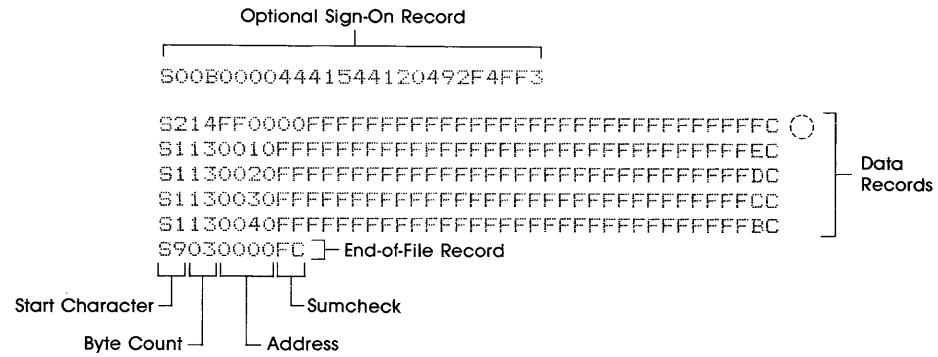 Optional Sign-On Record
S00B00004441544120492F4FF3
S214FF0000FFFFFFFFFFFFFFFFFFFFFFFFFFFFFFFC
S1130010FFFFFFFFFFFFFFFFFFFFFFFFFFFFFFFFEC
S1130020FFFFFFFFFFFFFFFFFFFFFFFFFFFFFFFFDC
S1130030FFFFFFFFFFFFFFFFFFFFFFFFFFFFFFFFCC
S1130040FFFFFFFFFFFFFFFFFFFFFFFFFFFFFFFFBC
Data
Records
S9030000FC End-of-File Record
Start Character Sumcheck
Byte Count Address